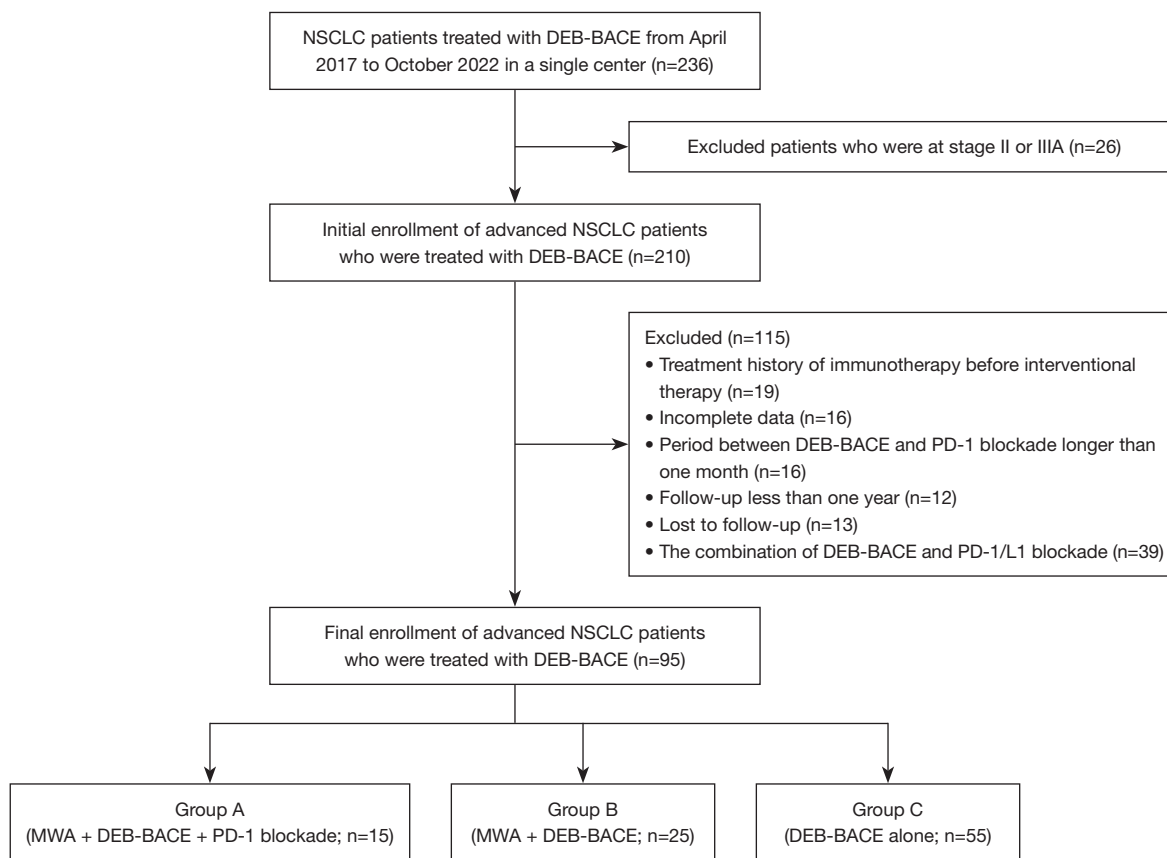 NSCLC patients treated with DEB-BACE from April
2017 to October 2022 in a single center (n=236)
Excluded patients who were at stage II or IIIA (n=26)
Initial enrollment of advanced NSCLC patients
who were treated with DEB-BACE (n=210)
Excluded (n=115)
• Treatment history of immunotherapy before interventional
therapy (n=19)
• Incomplete data (n=16)
• Period between DEB-BACE and PD-1 blockade longer than
one month (n=16)
• Follow-up less than one year (n=12)
• Lost to follow-up (n=13)
• The combination of DEB-BACE and PD-1/L1 blockade (n=39)
Final enrollment of advanced NSCLC patients
who were treated with DEB-BACE (n=95)
Group A
(MWA + DEB-BACE + PD-1 blockade; n=15)
Group B
(MWA + DEB-BACE; n=25)
Group C
(DEB-BACE alone; n=55)